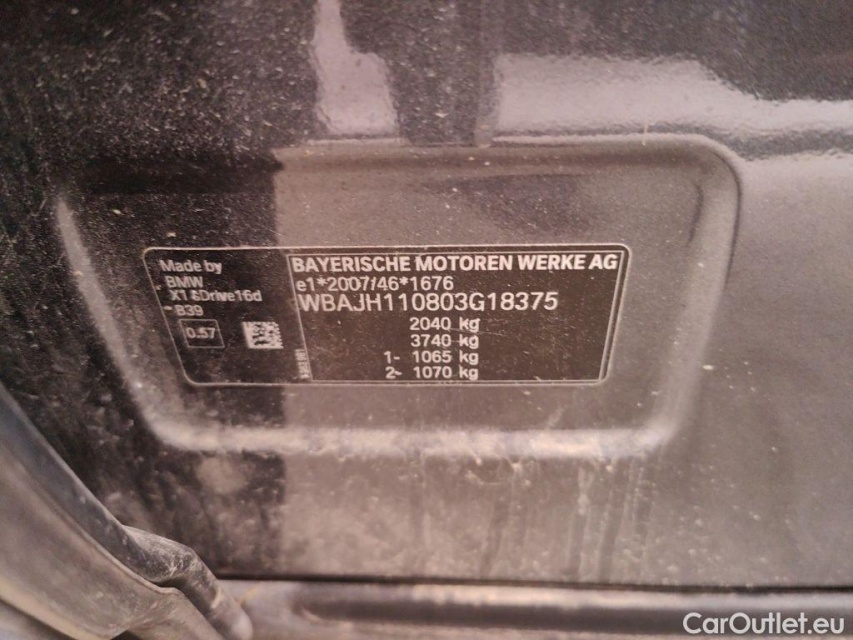 Made by
BMW
X1 sDrive16d
- B39
0.57
BAYERISCHE MOTOREN WERKE AG
e1*2007/46*1676
WBAJH110803G18375
2040 kg
3740 kg
1- 1065 kg
2- 1070 kg
CarOutlet.eu